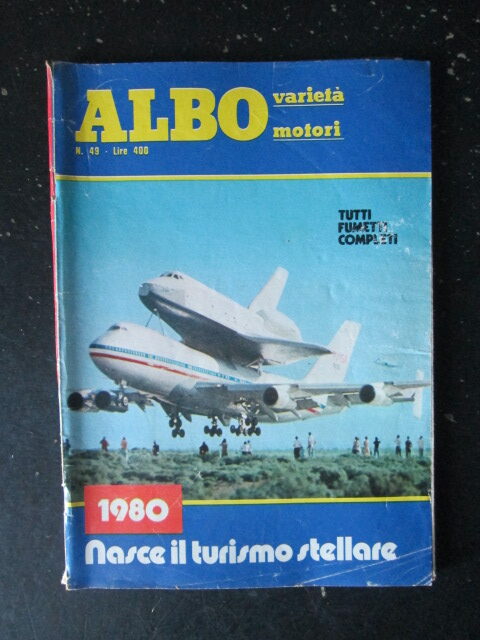 ALBO
varietà
motori
N. 49 - Lire 400
TUTTI
FUMETTI
COMPLETI
1980
Nasce il turismo stellare